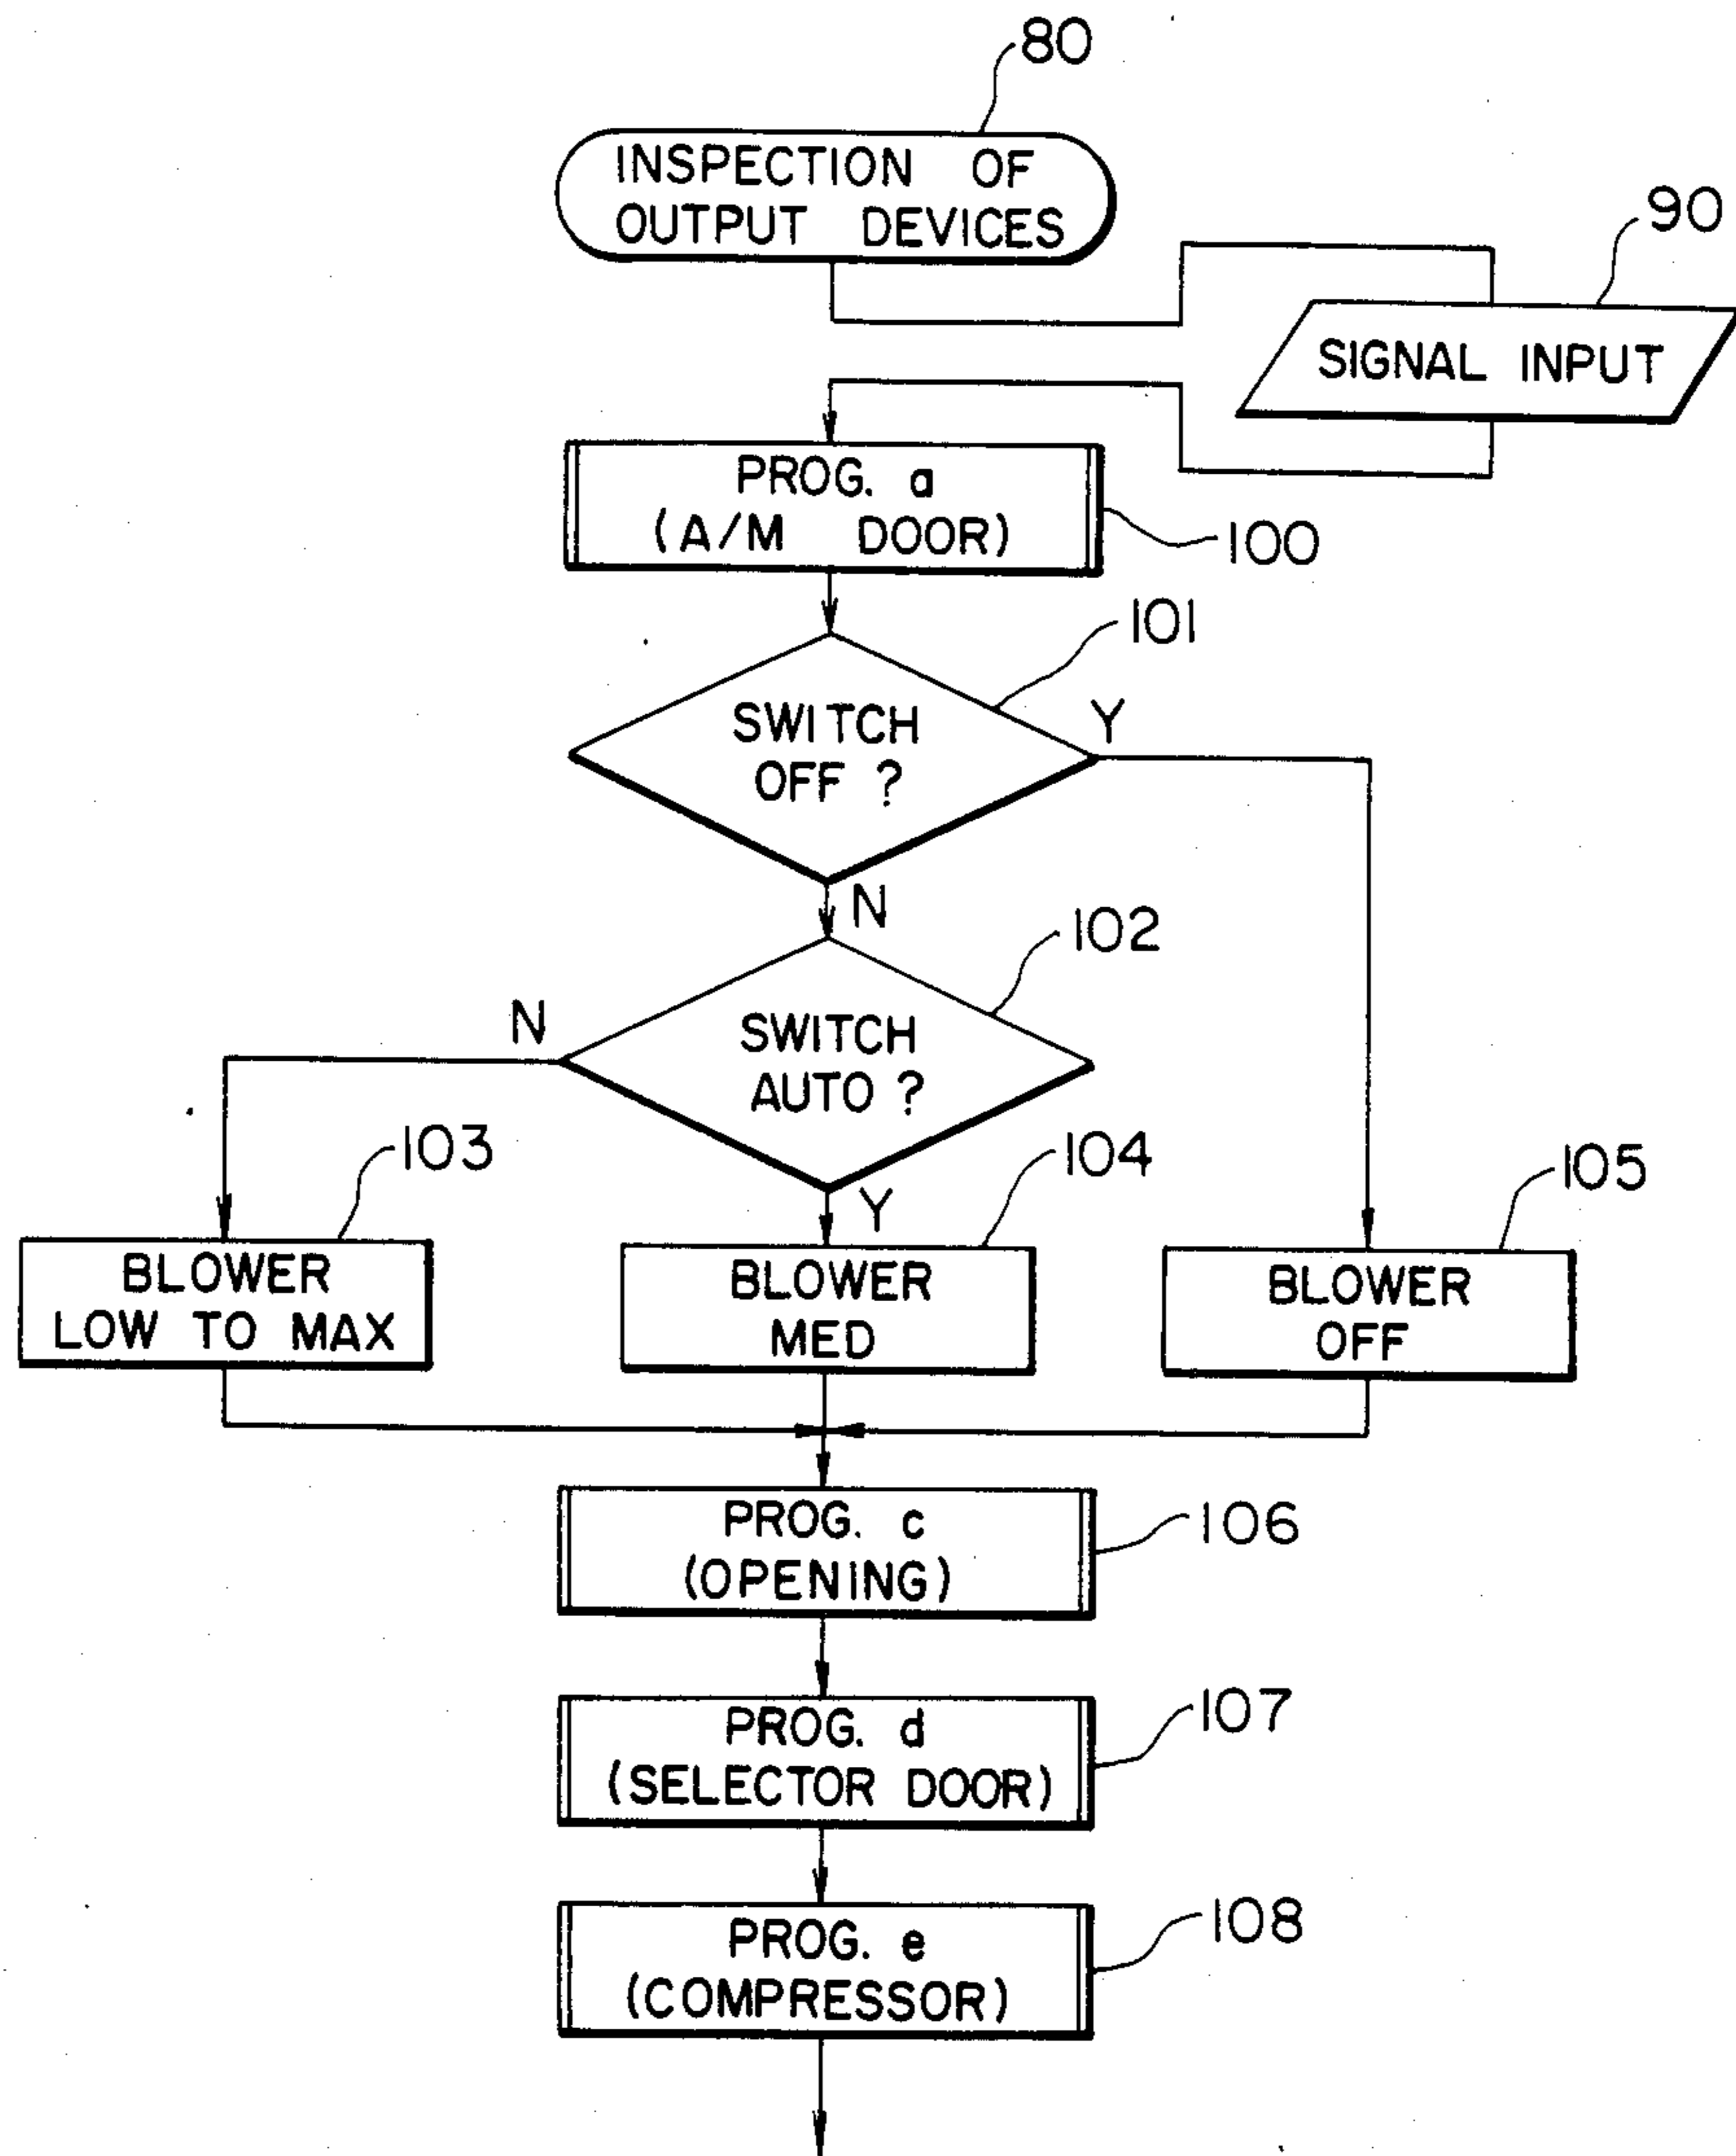 80
INSPECTION OF
OUTPUT DEVICES
90
SIGNAL INPUT
PROG. a
(A/M DOOR)
100
101
SWITCH
OFF ?
Y
N
102
SWITCH
AUTO ?
N
Y
103
BLOWER
LOW TO MAX
104
BLOWER
MED
105
BLOWER
OFF
PROG. c
(OPENING)
106
PROG. d
(SELECTOR DOOR)
107
PROG. e
(COMPRESSOR)
108